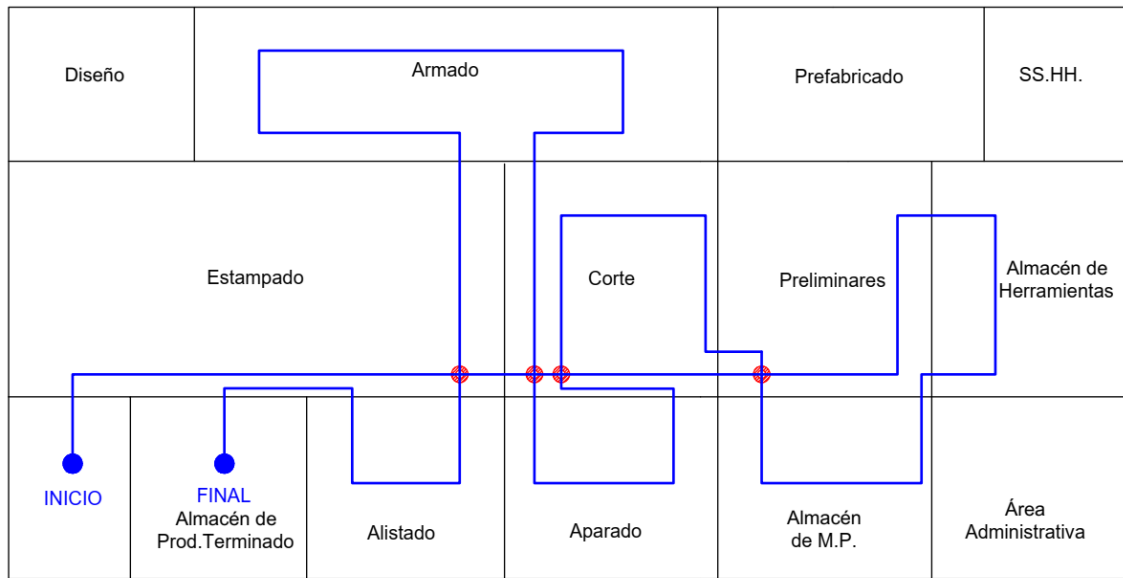 Diseño
Armado
Prefabricado
SS.HH.
Estampado
Corte
Preliminares
Almacén de
Herramientas
INICIO
FINAL
Almacén de
Prod.Terminado
Alistado
Aparado
Almacén
de M.P.
Área
Administrativa